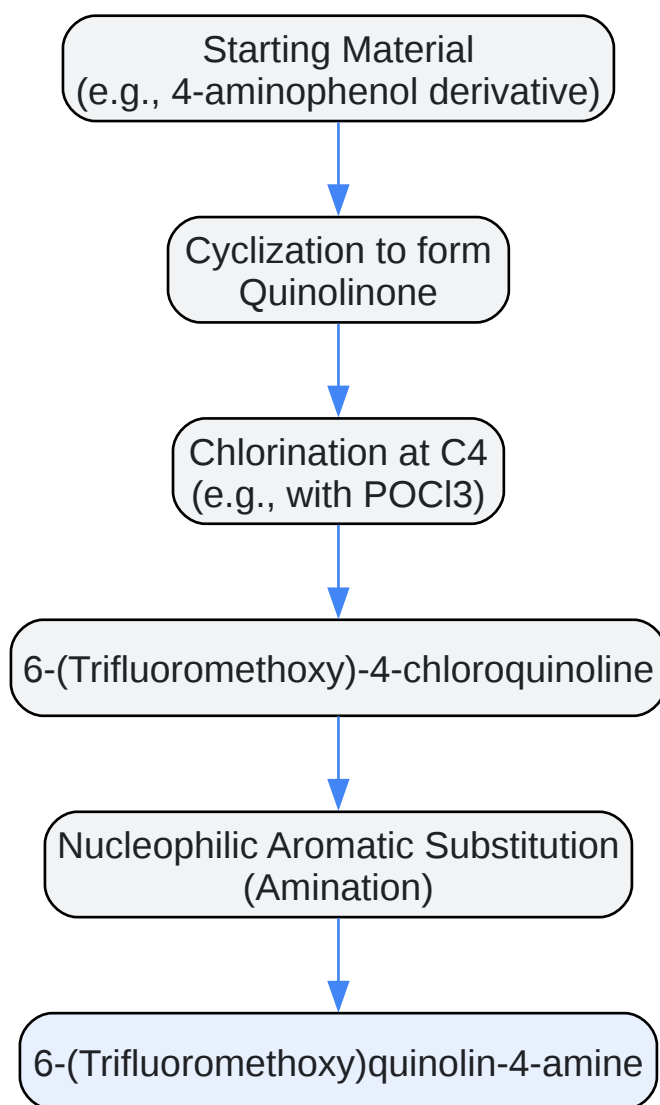 Starting Material
(e.g., 4-aminophenol derivative)
Cyclization to form
Quinolinone
Chlorination at C4
(e.g., with POCl3)
6-(Trifluoromethoxy)-4-chloroquinoline
Nucleophilic Aromatic Substitution
(Amination)
6-(Trifluoromethoxy)quinolin-4-amine